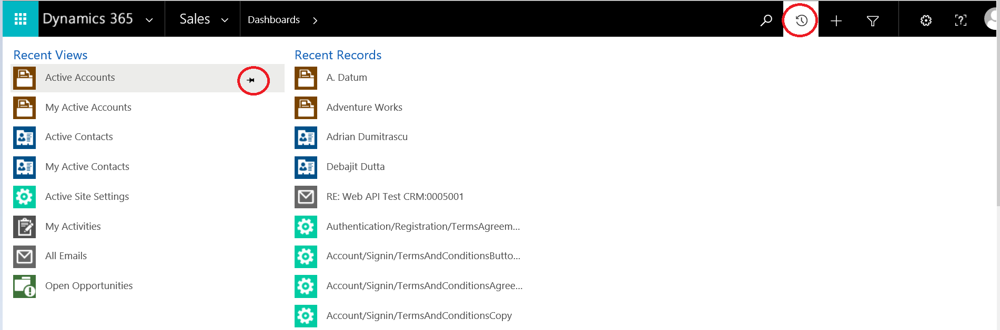 Dynamics 365 Sales Dashboards
Recent Views
Active Accounts
My Active Accounts
Active Contacts
My Active Contacts
Active Site Settings
My Activities
All Emails
Open Opportunities
Recent Records
A. Datum
Adventure Works
Adrian Dumitrascu
Debajit Dutta
RE: Web API Test CRM:0005001
Authentication/Registration/TermsAgreem...
Account/Signin/TermsAndConditionsButto...
Account/Signin/TermsAndConditionsAgree...
Account/Signin/TermsAndConditionsCopy